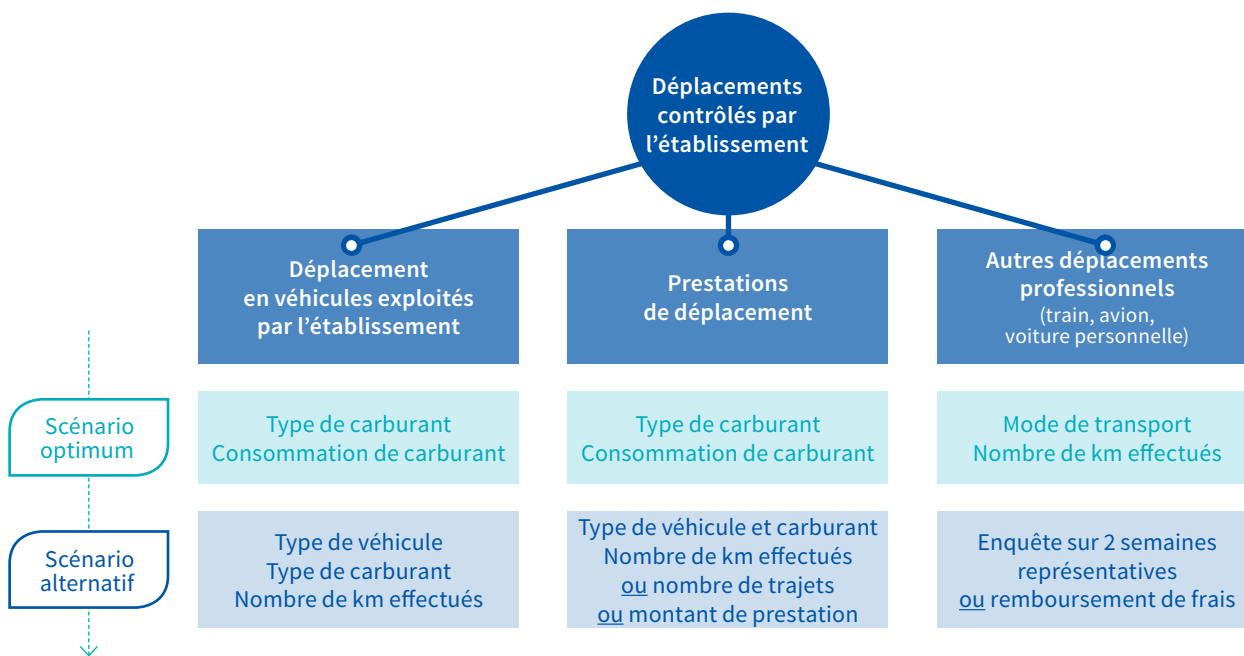 Déplacements
contrôlés par
l’établissement
Déplacement
en véhicules exploités
par l’établissement
Prestations
de déplacement
Autres déplacements
professionnels
(train, avion,
voiture personnelle)
Scénario
optimum
Type de carburant
Consommation de carburant
Type de carburant
Consommation de carburant
Mode de transport
Nombre de km effectués
Scénario
alternatif
Type de véhicule
Type de carburant
Nombre de km effectués
Type de véhicule et carburant
Nombre de km effectués
ou nombre de trajets
ou montant de prestation
Enquête sur 2 semaines
représentatives
ou remboursement de frais